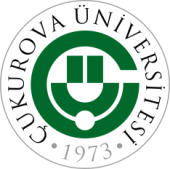 ÇUKUROVA ÜNİVERSİTESİ
• 1973 •